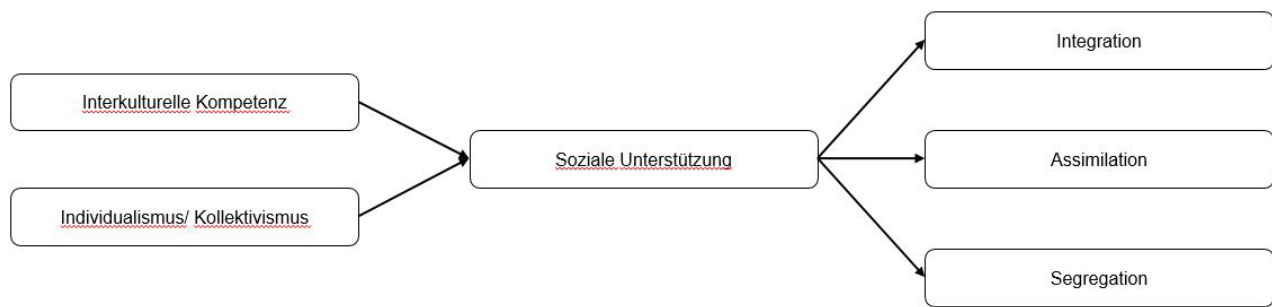 Interkulturelle Kompetenz
Individualismus/ Kollektivismus
Soziale Unterstützung
Integration
Assimilation
Segregation